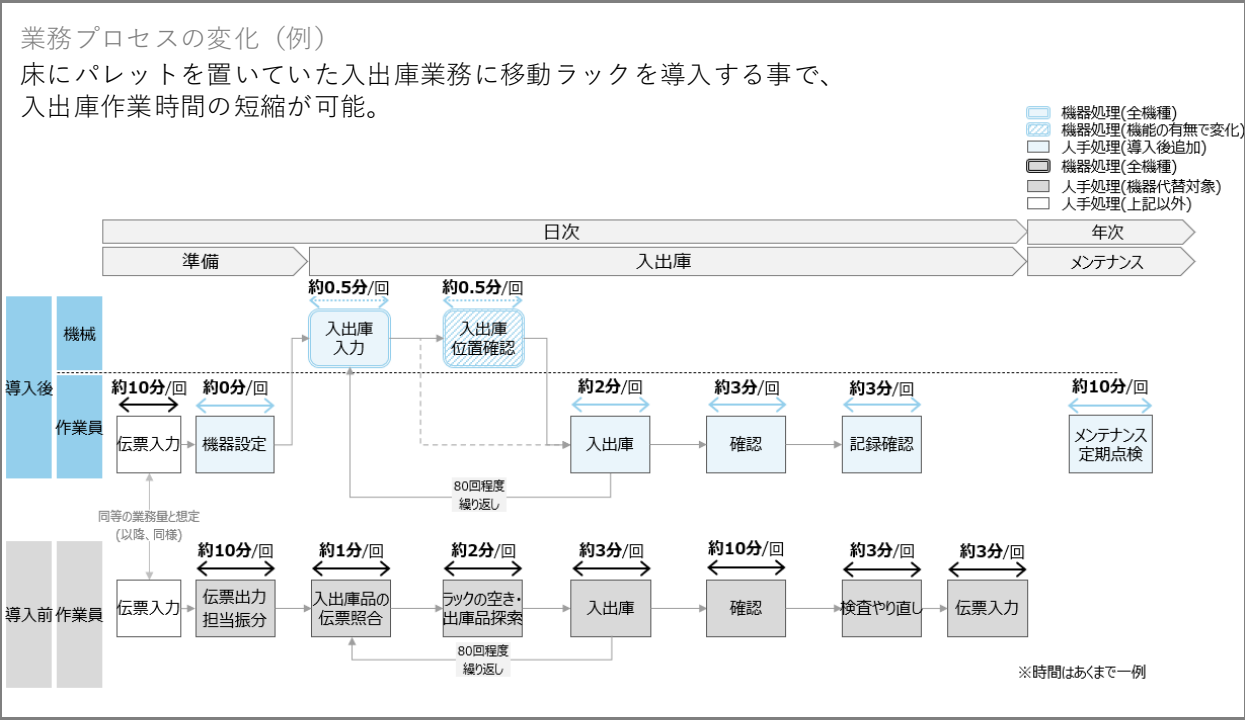 業務プロセスの変化（例）
床にパレットを置いていた入出庫業務に移動ラックを導入する事で、
入出庫作業時間の短縮が可能。
機器処理(全機種)
機器処理(機能の有無で変化)
人手処理(導入後追加)
機器処理(全機種)
人手処理(機器代替対象)
人手処理(上記以外)
日次
年次
準備
入出庫
メンテナンス
導入後
機械
約0.5分/回
約0.5分/回
入出庫
入力
入出庫
位置確認
作業員
約10分/回
約0分/回
約2分/回
約3分/回
約3分/回
約10分/回
伝票入力
機器設定
入出庫
確認
記録確認
メンテナンス
定期点検
80回程度
繰り返し
同等の業務量と想定
(以降、同様)
導入前
作業員
約10分/回
約1分/回
約2分/回
約3分/回
約10分/回
約3分/回
約3分/回
伝票入力
伝票出力
担当振分
入出庫品の
伝票照合
ラックの空き・
出庫品探索
入出庫
確認
検査やり直し
伝票入力
80回程度
繰り返し
※時間はあくまで一例